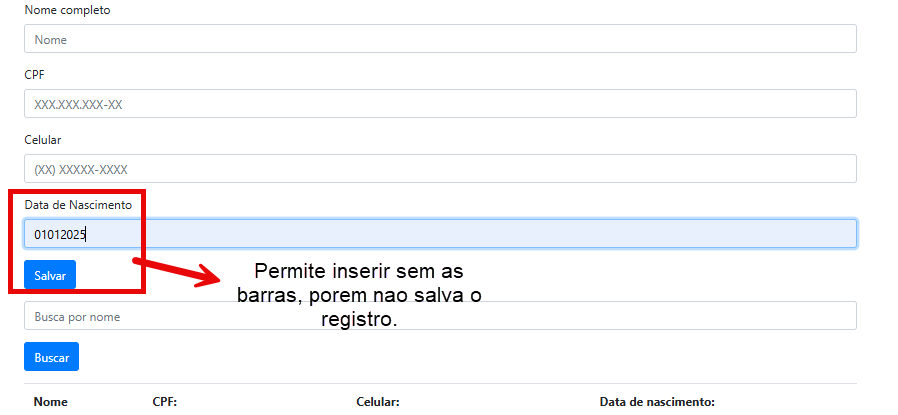 Nome completo
Nome
CPF
XXX.XXX.XXX-XX
Celular
(XX) XXXXX-XXXX
Data de Nascimento
01012025
Salvar
Permite inserir sem as
barras, porem nao salva o
registro.
Busca por nome
Buscar
Nome CPF: Celular: Data de nascimento: